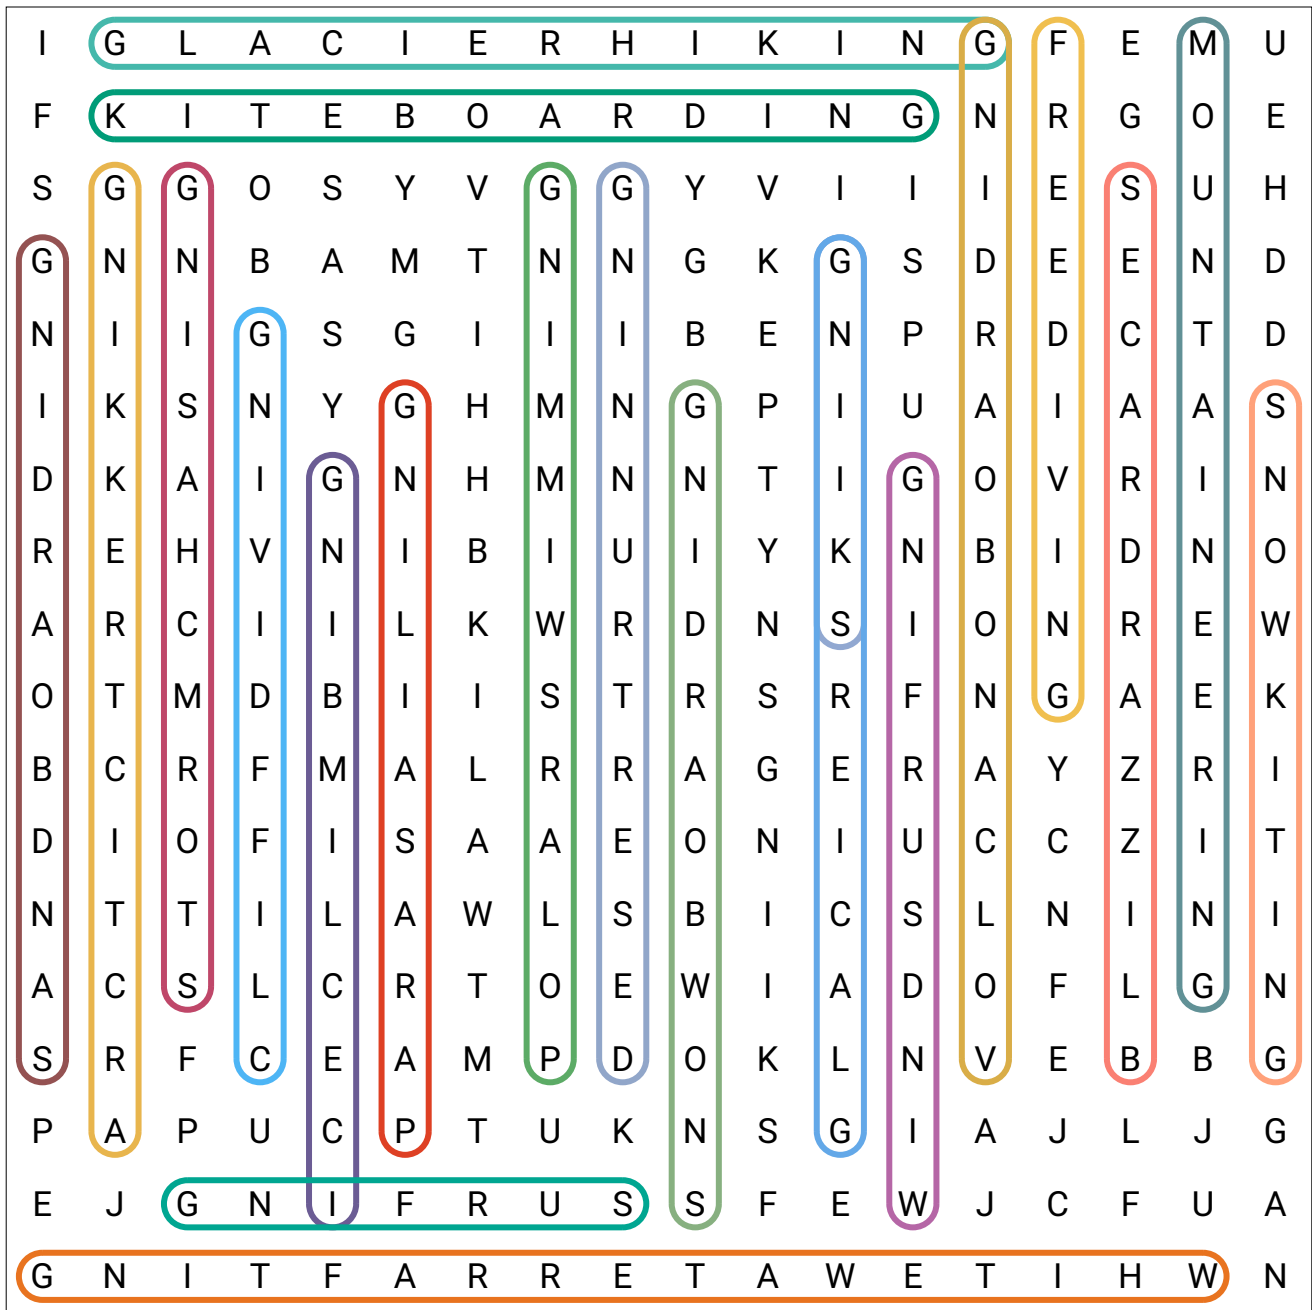 I G L A C I E R H I K I N G F E M U
F K I T E B O A R D I N G N R G O E
S G G O S Y V G G Y V I I I E S U H
G N N B A M T N N G K G S D E E N D
N I I G S G I I I B E N P R D C T D
I K S N Y G H M N G P I U A I A A S
D K A I G N H M N N T I G O V R I N
R E H V N I B I U I Y K N B I D N O
A R C I I L K W R D N S I O N R E W
O T M D B I I S T R S R F N G A E K
B C R F M A L R R A G E R A Y Z R I
D I O F I S A A E O N I U C C Z I T
N T T I L A W L S B I C S L N I N I
A C S L C R T O E W I A D O F L G N
S R F C E A M P D O K L N V E B B G
P A P U C P T U K N S G I A J L J G
E J G N I F R U S S F E W J C F U A
G N I T F A R R E T A W E T I H W N